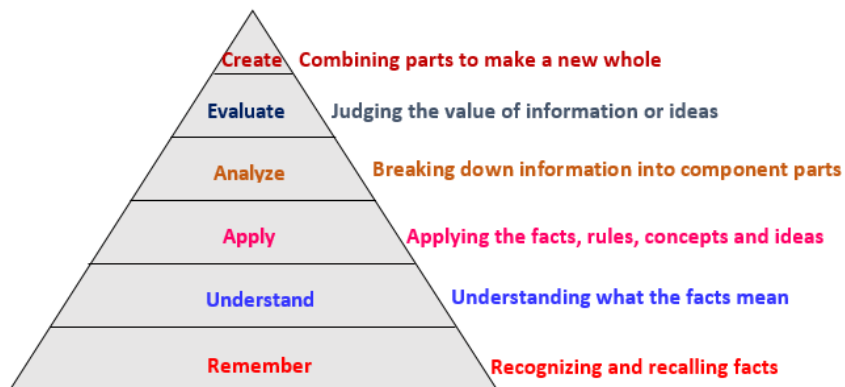 Create Combining parts to make a new whole
Evaluate Judging the value of information or ideas
Analyze Breaking down information into component parts
Apply Applying the facts, rules, concepts and ideas
Understand Understanding what the facts mean
Remember Recognizing and recalling facts